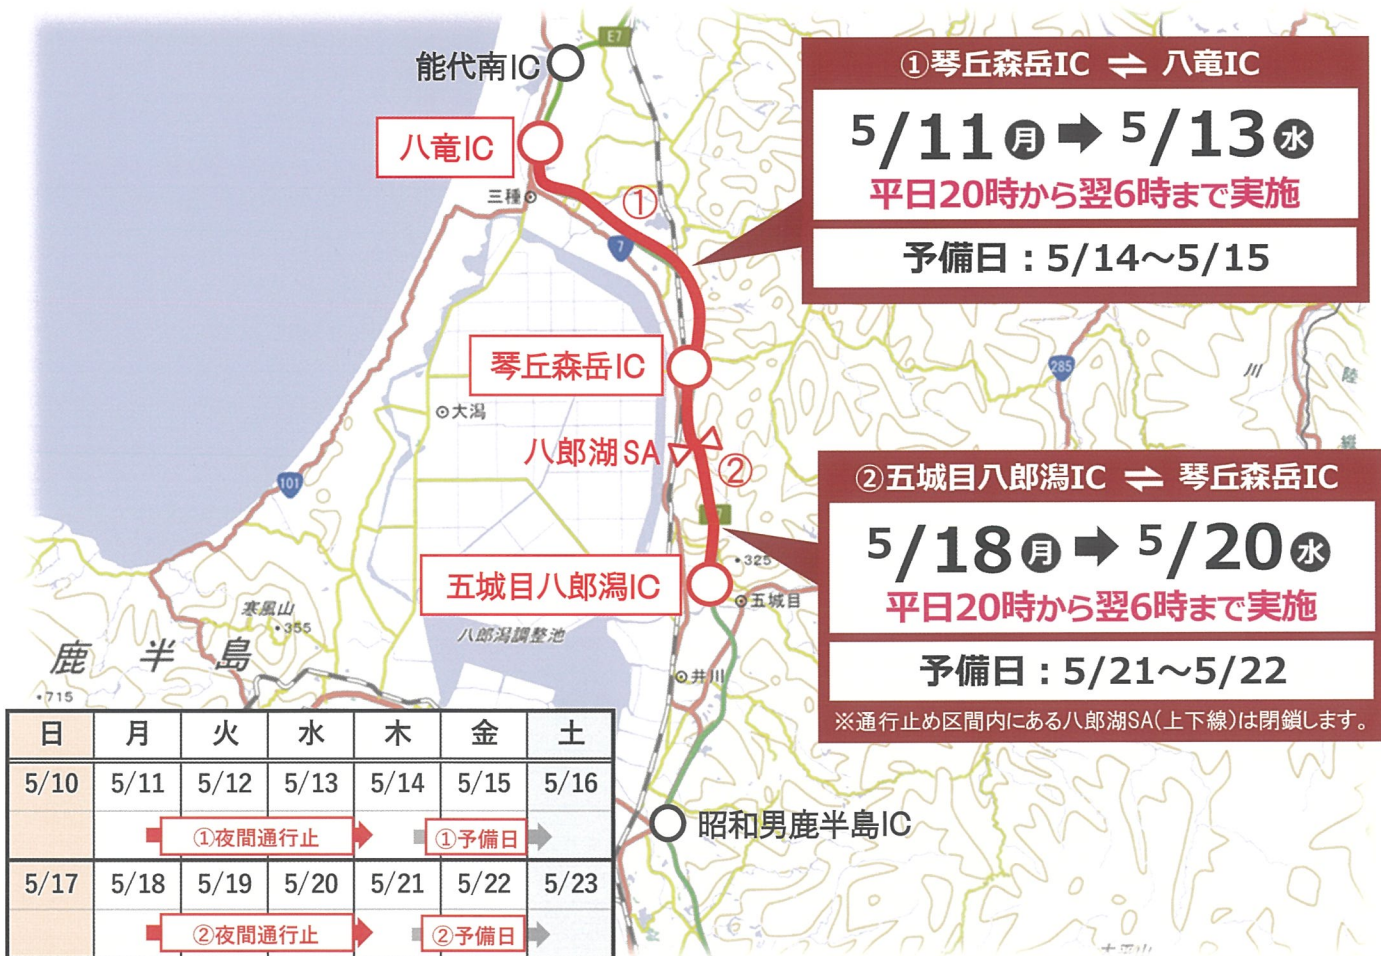 能代南IC
E7
八竜IC
三種
①
7
琴丘森岳IC
大潟
八郎湖SA
②
101
285
川
陸
縦
7
五城目八郎潟IC
・325
五城目
寒風山
・355
八郎潟調整池
鹿 半 島
・715
井川
昭和男鹿半島IC
①琴丘森岳IC ⇌ 八竜IC
5/11月 ➡ 5/13水
平日20時から翌6時まで実施
予備日：5/14～5/15
②五城目八郎潟IC ⇌ 琴丘森岳IC
5/18月 ➡ 5/20水
平日20時から翌6時まで実施
予備日：5/21～5/22
※通行止め区間内にある八郎湖SA(上下線)は閉鎖します。
日 月 火 水 木 金 土
5/10 5/11 5/12 5/13 5/14 5/15 5/16
①夜間通行止 ①予備日
5/17 5/18 5/19 5/20 5/21 5/22 5/23
②夜間通行止 ②予備日